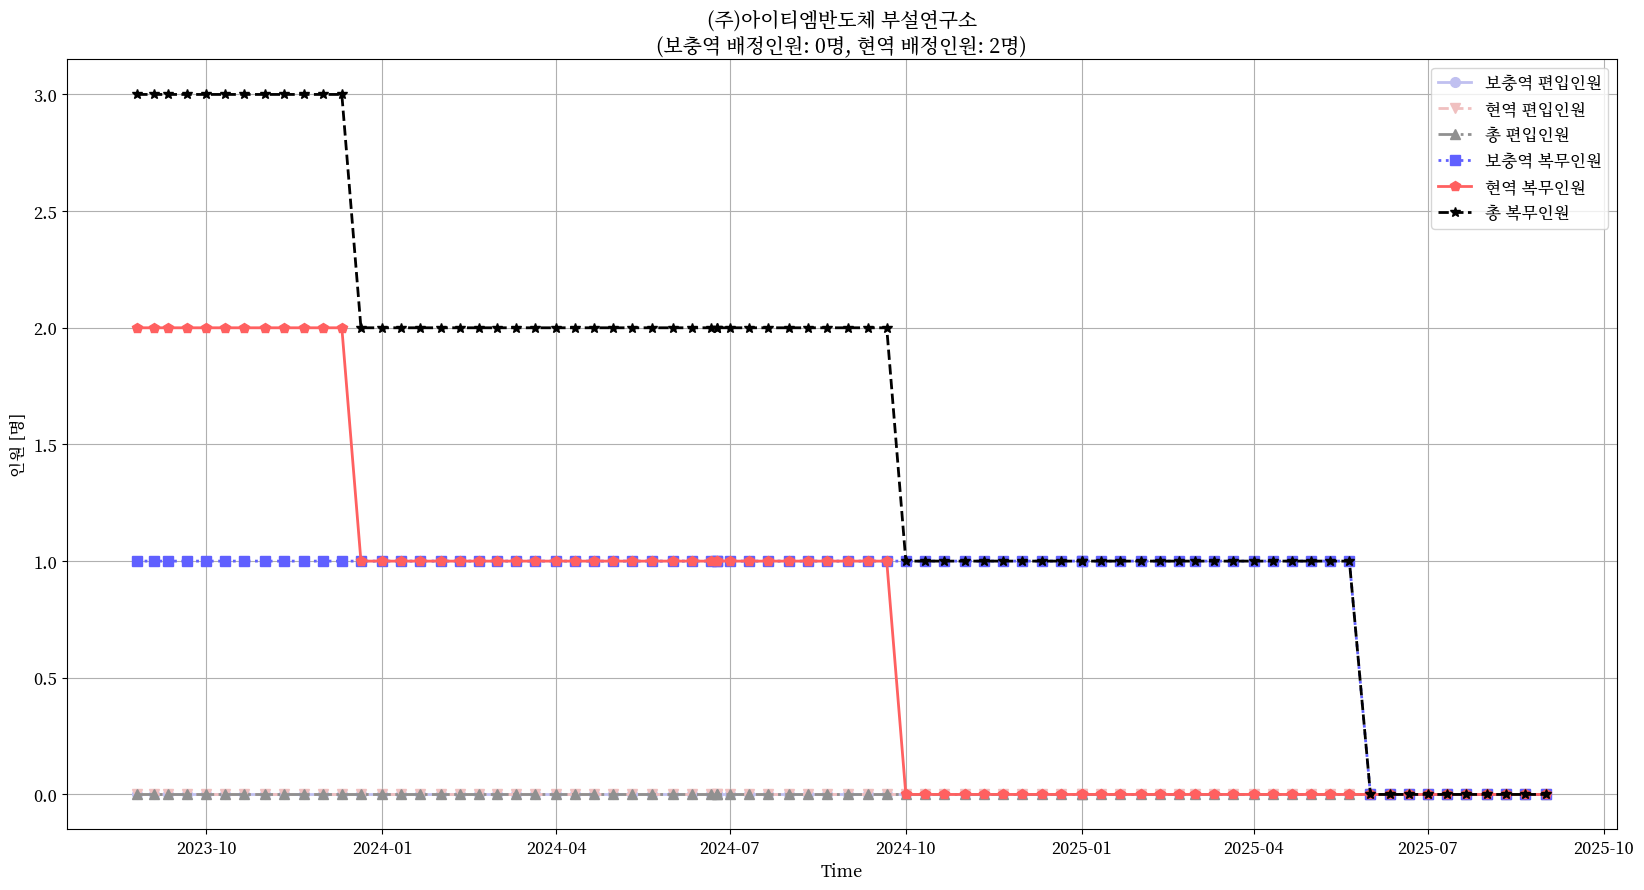 (주)아이티엠반도체 부설연구소
(보충역 배정인원: 0명, 현역 배정인원: 2명)
보충역 편입인원
현역 편입인원
총 편입인원
보충역 복무인원
현역 복무인원
총 복무인원
인원 [명]
3.0
2.5
2.0
1.5
1.0
0.5
0.0
2023-10
2024-01
2024-04
2024-07
2024-10
2025-01
2025-04
2025-07
2025-10
Time